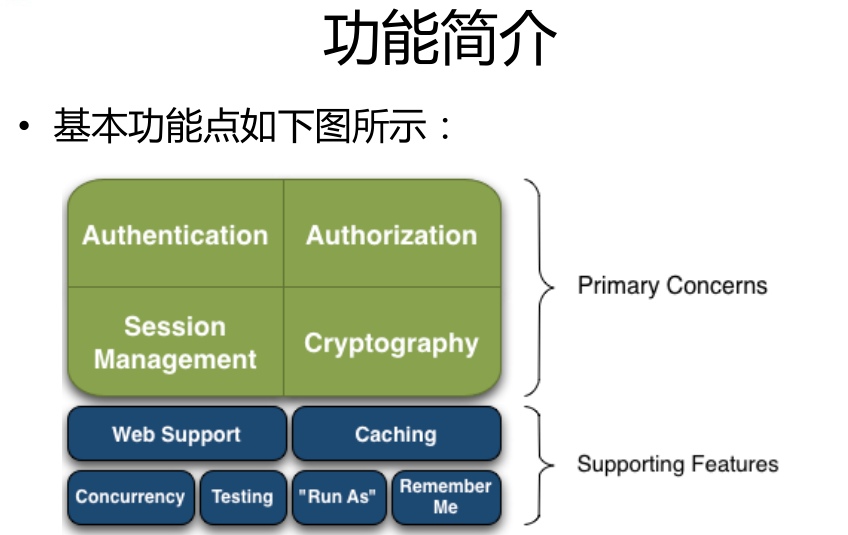 功能简介
• 基本功能点如下图所示：
Authentication
Authorization
Session
Management
Cryptography
Primary Concerns
Web Support
Caching
Concurrency
Testing
"Run As"
Remember
Me
Supporting Features